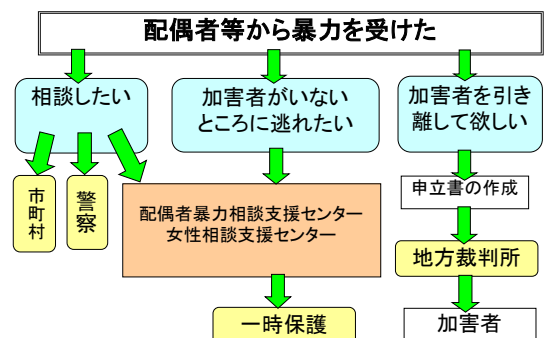 配偶者等から暴力を受けた
相談したい
加害者がいない
ところに逃れたい
加害者を引き
離して欲しい
市町村
警察
配偶者暴力相談支援センター
女性相談支援センター
申立書の作成
地方裁判所
一時保護
加害者